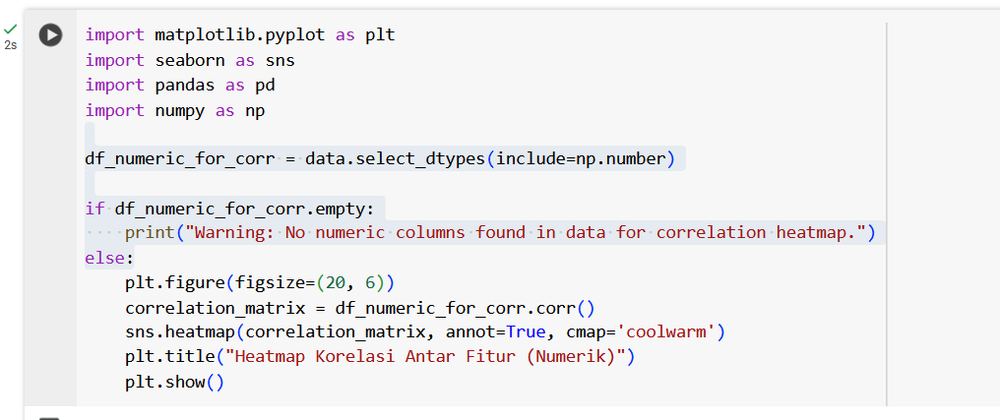 import matplotlib.pyplot as plt
2s
import seaborn as sns
import pandas as pd
import numpy as np
df_numeric_for_corr = data.select_dtypes(include=np.number)
if df_numeric_for_corr.empty:
    print("Warning: No numeric columns found in data for correlation heatmap.")
else:
    plt.figure(figsize=(20, 6))
    correlation_matrix = df_numeric_for_corr.corr()
    sns.heatmap(correlation_matrix, annot=True, cmap='coolwarm')
    plt.title("Heatmap Korelasi Antar Fitur (Numerik)")
    plt.show()